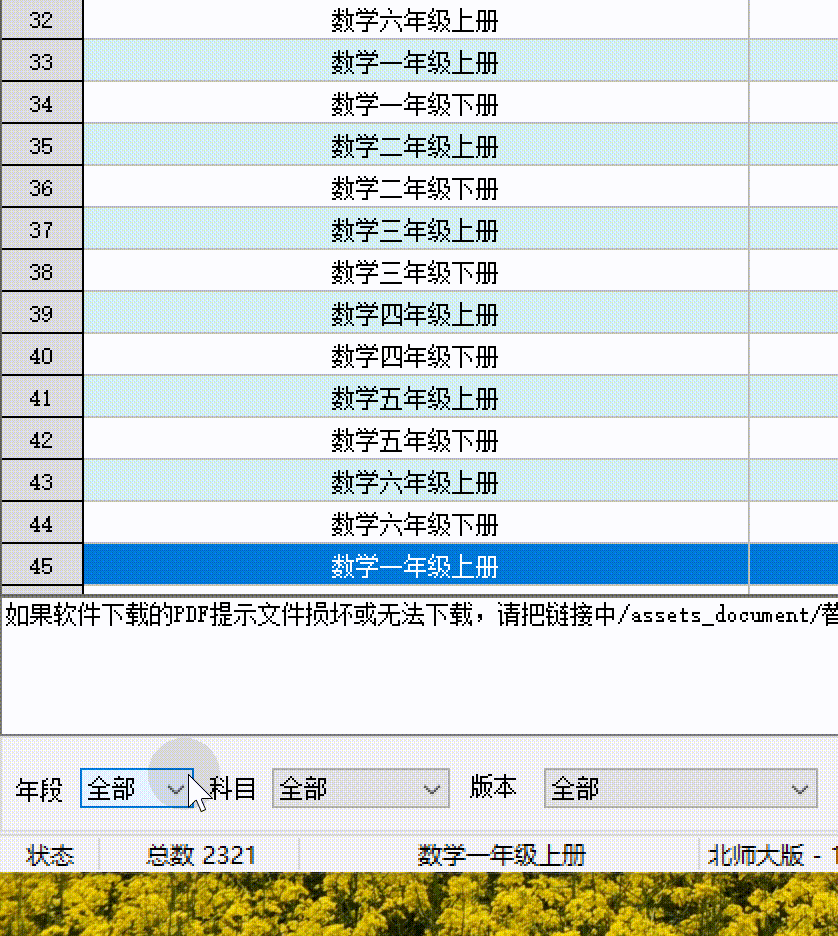 32 数学六年级上册
33 数学一年级上册
34 数学一年级下册
35 数学二年级上册
36 数学二年级下册
37 数学三年级上册
38 数学三年级下册
39 数学四年级上册
40 数学四年级下册
41 数学五年级上册
42 数学五年级下册
43 数学六年级上册
44 数学六年级下册
45 数学一年级上册
如果软件下载的PDF提示文件损坏或无法下载，请把链接中/assets_document/替
年段 全部 科目 全部 版本 全部
状态 总数 2321 数学一年级上册 北师大版 - 1